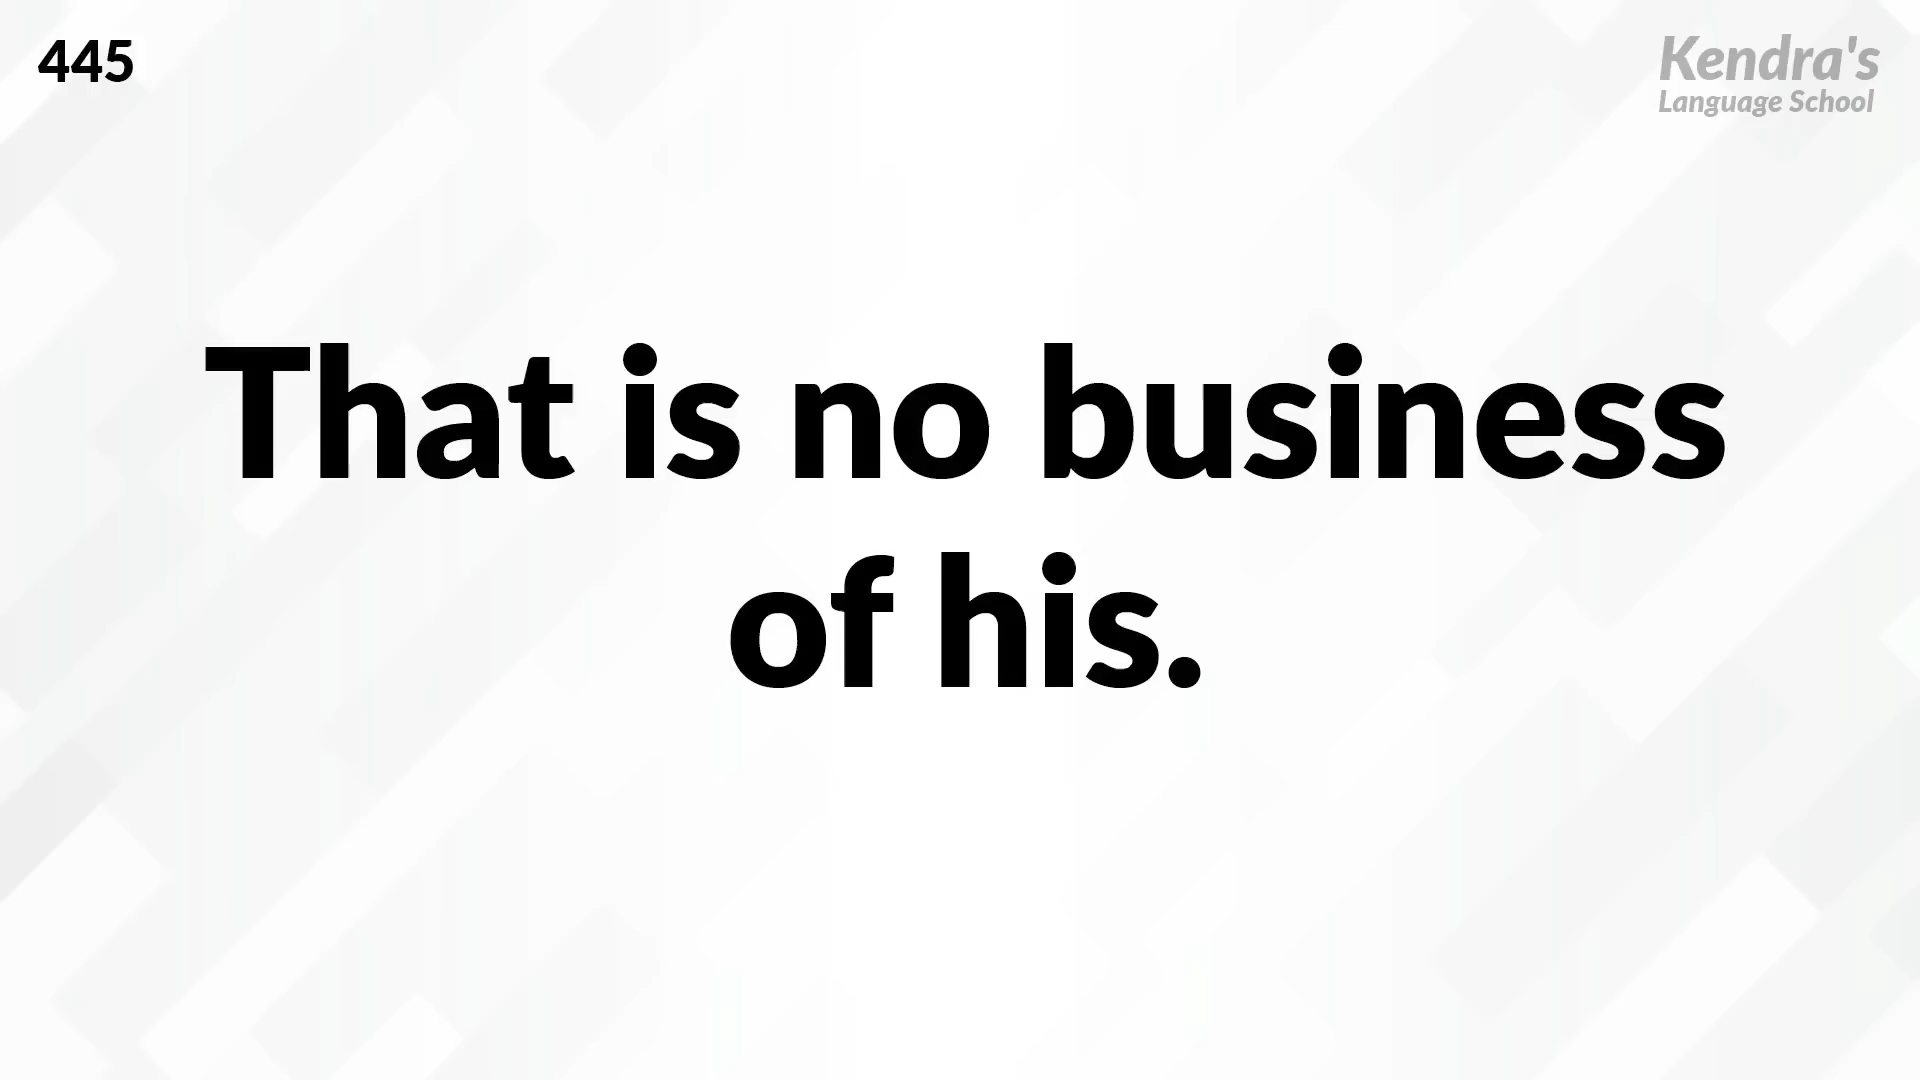 445
Kendra's
Language School
That is no business
of his.